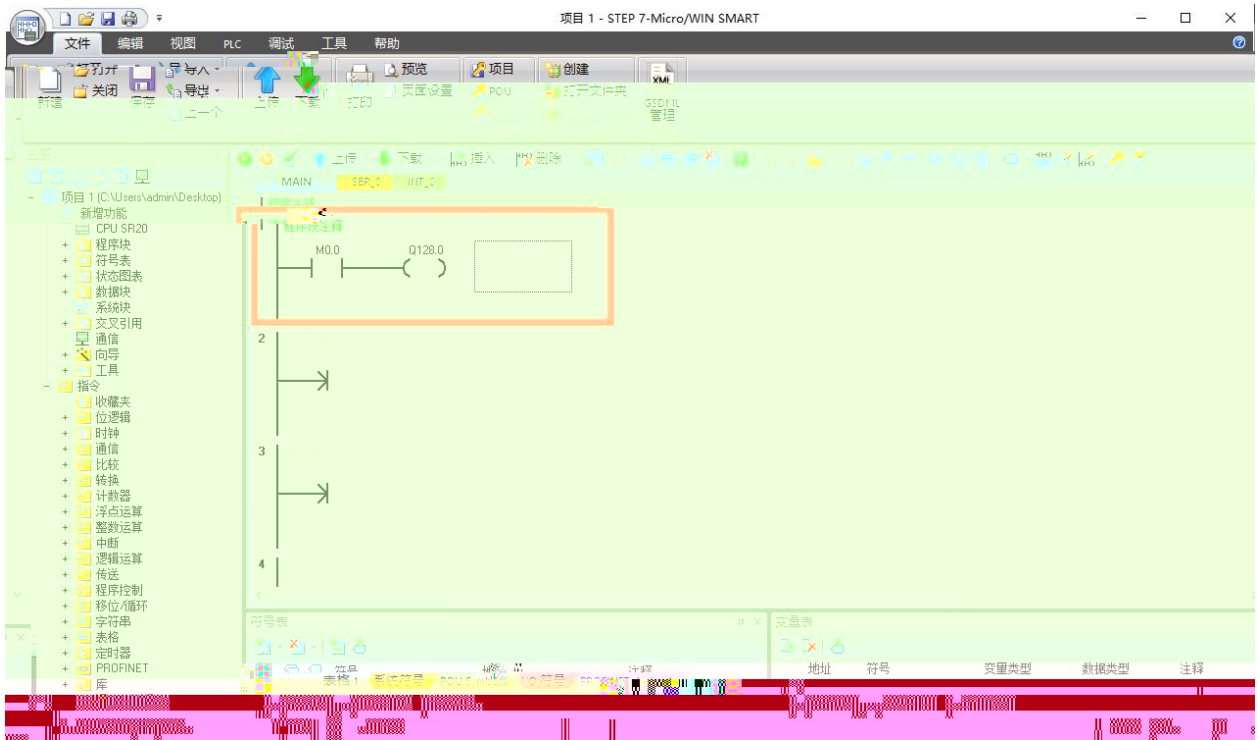 项目 1 - STEP 7-Micro/WIN SMART
文件 编辑 视图 PLC 调试 工具 帮助
打开 导入 预览 项目 创建 XML
关闭 导出 页面设置 POU 打开文件夹
新建 保存 上传 下载 打印 GSDML
上一个 管理
上传 下载 插入 删除
MAIN SBR_0 INT_0
项目 1 (C:\Users\admin\Desktop)
新增功能
CPU SR20
程序块
符号表
状态图表
数据块
系统块
交叉引用
通信
向导
工具
指令
收藏夹
位逻辑
时钟
通信
比较
转换
计数器
浮点运算
整数运算
中断
逻辑运算
传送
程序控制
移位/循环
字符串
表格
定时器
PROFINET
库
程序段注释
M0.0 Q128.0
2
3
4
符号表
符号 注释
表格 1 系统符号 I/O 符号
变量表
地址 符号 变量类型 数据类型 注释